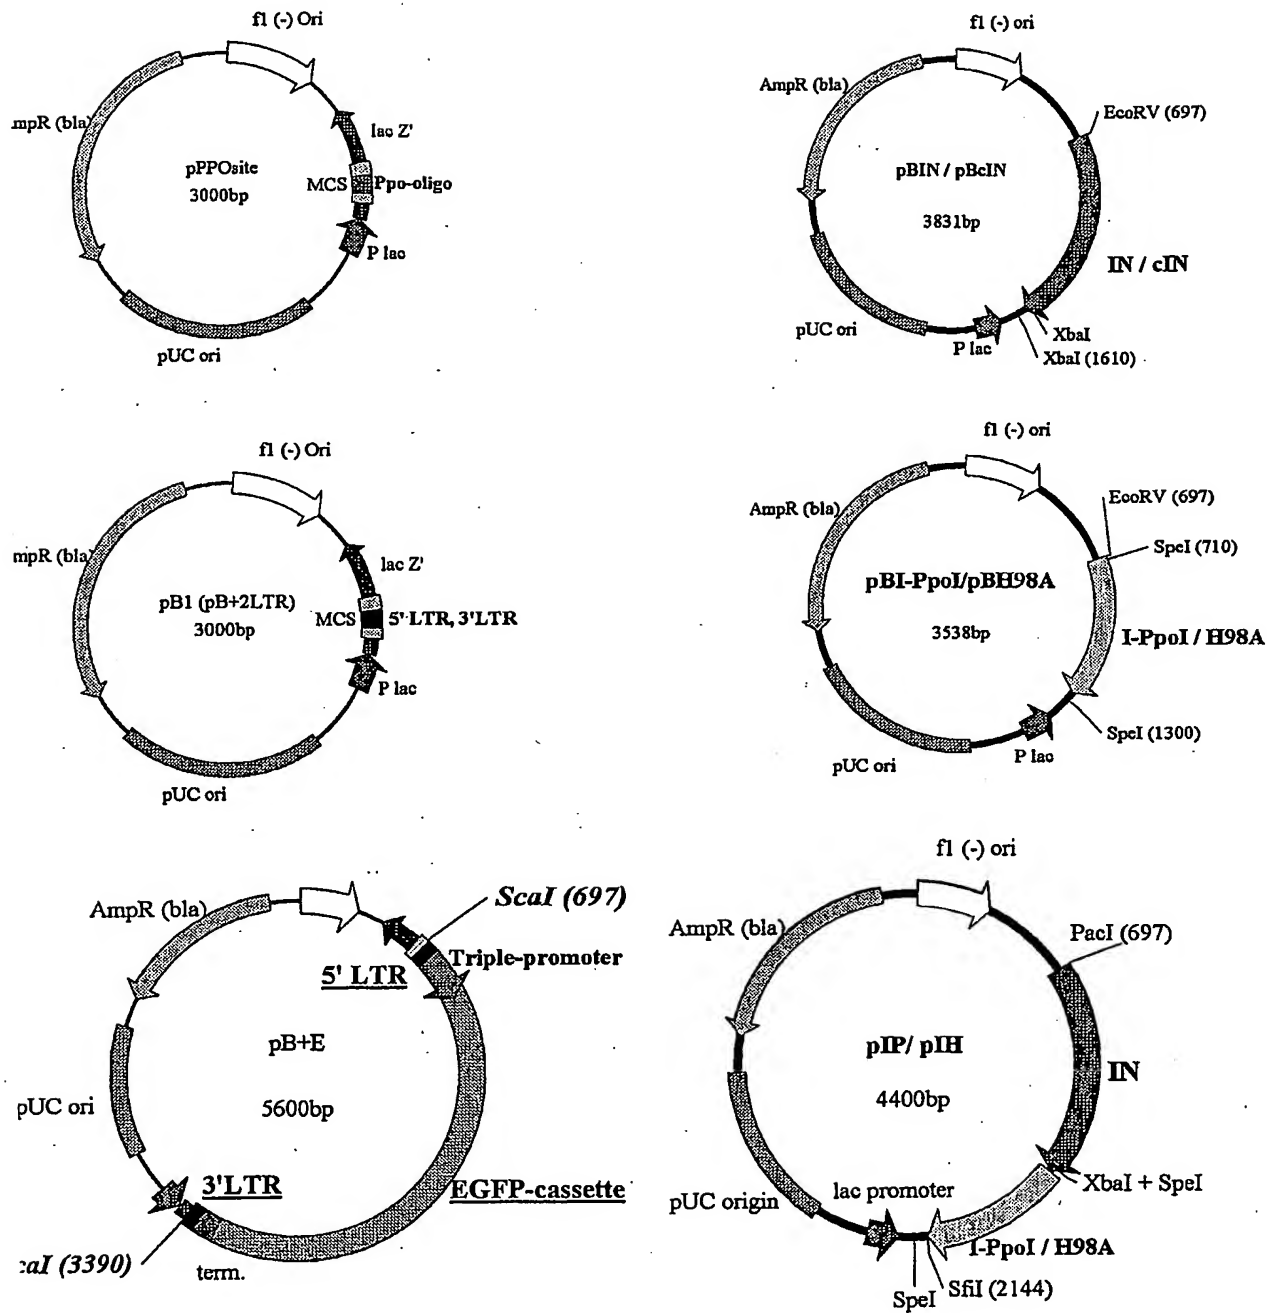 f1 (-) Ori
mpR (bla)
lac Z'
pPPOsite
3000bp
MCS
Ppo-oligo
P lac
pUC ori
f1 (-) ori
AmpR (bla)
EcoRV (697)
pBIN / pBcIN
3831bp
IN / cIN
pUC ori
P lac
XbaI
XbaI (1610)
f1 (-) Ori
mpR (bla)
lac Z'
pB1 (pB+2LTR)
3000bp
MCS
5' LTR, 3'LTR
P lac
pUC ori
f1 (-) ori
AmpR (bla)
EcoRV (697)
SpeI (710)
pBI-PpoI/pBH98A
3538bp
I-PpoI / H98A
SpeI (1300)
P lac
pUC ori
AmpR (bla)
ScaI (697)
Triple-promoter
5' LTR
pB+E
5600bp
pUC ori
3'LTR
EGFP-cassette
aI (3390)
term.
f1 (-) ori
AmpR (bla)
PacI (697)
pIP/ pIH
4400bp
IN
XbaI + SpeI
lac promoter
pUC origin
I-PpoI / H98A
SfiI (2144)
SpeI